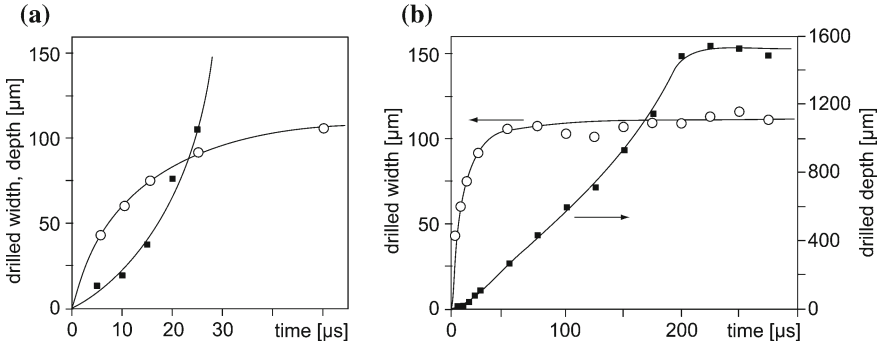 (a)
(b)
drilled width, depth [µm]
150
100
50
0
0
10
20
30
time [µs]
drilled width [µm]
150
100
50
0
0
100
200
time [µs]
1600
1200
800
400
0
drilled depth [µm]